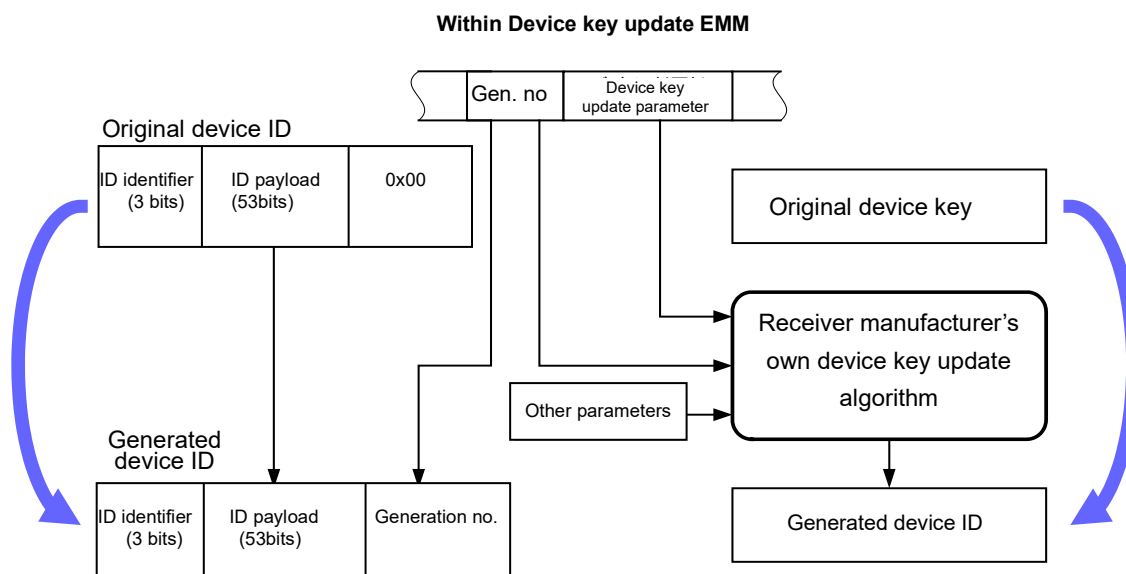 Within Device key update EMM
Gen. no
Device key
update parameter
Original device ID
ID identifier
(3 bits)
ID payload
(53bits)
0x00
Original device key
Receiver manufacturer’s
own device key update
algorithm
Other parameters
Generated
device ID
ID identifier
(3 bits)
ID payload
(53bits)
Generation no.
Generated device ID